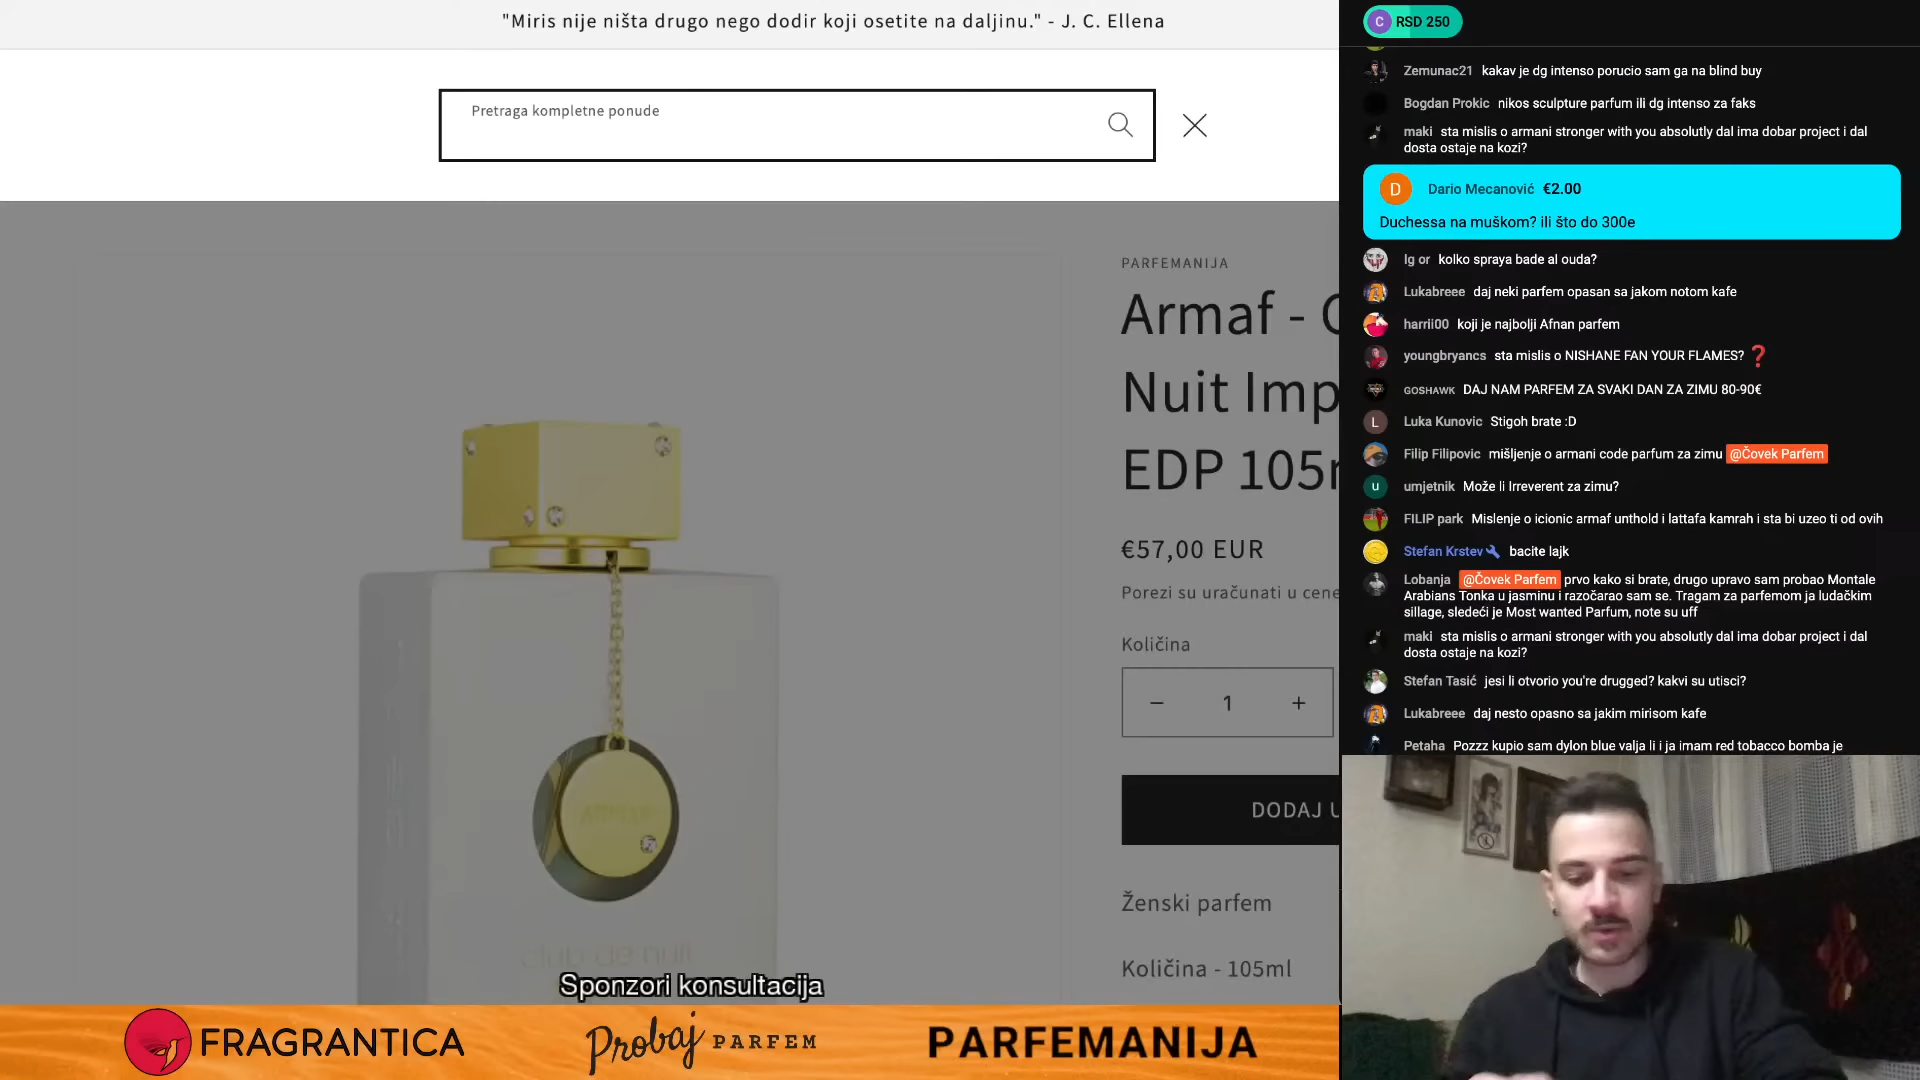 "Miris nije ništa drugo nego dodir koji osetite na daljinu." - J. C. Ellena
Pretraga kompletne ponude
PARFEMANIJA
Armaf -
Nuit Imp
EDP 105
€57,00 EUR
Porezi su uračunati u cene
Količina
− 1 +
DODAJ U
Ženski parfem
Količina - 105ml
club de nuit
Sponzori konsultacija
FRAGRANTICA
Probaj PARFEM
PARFEMANIJA
C RSD 250
Zemunac21 kakav je dg intenso porucio sam ga na blind buy
Bogdan Prokic nikos sculpture parfum ili dg intenso za faks
maki sta mislis o armani stronger with you absolutly dal ima dobar project i dal
dosta ostaje na kozi?
D Dario Mecanović €2.00
Duchessa na muškom? ili što do 300e
Ig or kolko spraya bade al ouda?
Lukabreee daj neki parfem opasan sa jakom notom kafe
harrii00 koji je najbolji Afnan parfem
youngbryancs sta mislis o NISHANE FAN YOUR FLAMES? ❓
GOSHAWK DAJ NAM PARFEM ZA SVAKI DAN ZA ZIMU 80-90€
L Luka Kunovic Stigoh brate :D
Filip Filipovic mišljenje o armani code parfum za zimu @Čovek Parfem
u umjetnik Može li Irreverent za zimu?
FILIP park Mislenje o icionic armaf unthold i lattafa kamrah i sta bi uzeo ti od ovih
Stefan Krstev bacite lajk
Lobanja @Čovek Parfem prvo kako si brate, drugo upravo sam probao Montale
Arabians Tonka u jasminu i razočarao sam se. Tragam za parfemom ja ludačkim
sillage, sledeći je Most wanted Parfum, note su uff
maki sta mislis o armani stronger with you absolutly dal ima dobar project i dal
dosta ostaje na kozi?
Stefan Tasić jesi li otvorio you're drugged? kakvi su utisci?
Lukabreee daj nesto opasno sa jakim mirisom kafe
Petaha Pozzz kupio sam dylon blue valja li i ja imam red tobacco bomba je